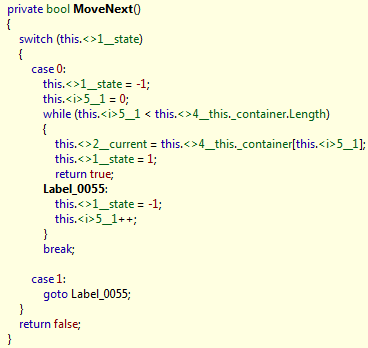 private bool MoveNext()
{
    switch (this.<>1__state)
    {
        case 0:
            this.<>1__state = -1;
            this.<i>5__1 = 0;
            while (this.<i>5__1 < this.<>4__this._container.Length)
            {
                this.<>2__current = this.<>4__this._container[this.<i>5__1];
                this.<>1__state = 1;
                return true;
            Label_0055:
                this.<>1__state = -1;
                this.<i>5__1++;
            }
            break;

        case 1:
            goto Label_0055;
    }
    return false;
}